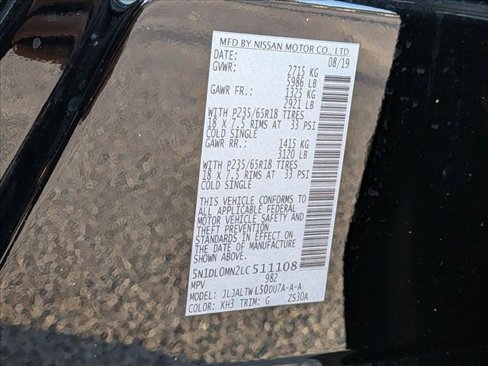 MFD BY NISSAN MOTOR CO., LTD
DATE: 08/19
GVWR: 2715 KG
5986 LB
GAWR FR.: 1325 KG
2921 LB
WITH P235/65R18 TIRES
18 X 7.5 RIMS AT 33 PSI
COLD SINGLE
GAWR RR.: 1415 KG
3120 LB
WITH P235/65R18 TIRES
18 X 7.5 RIMS AT 33 PSI
COLD SINGLE
THIS VEHICLE CONFORMS TO
ALL APPLICABLE FEDERAL
MOTOR VEHICLE SAFETY AND
THEFT PREVENTION
STANDARDS IN EFFECT ON
THE DATE OF MANUFACTURE
SHOWN ABOVE.
5N1DL0MN2LC511108
MPV 982
MODEL: JLJALTWL50DU7A-A-A
COLOR: KH3 TRIM: G ZS30A